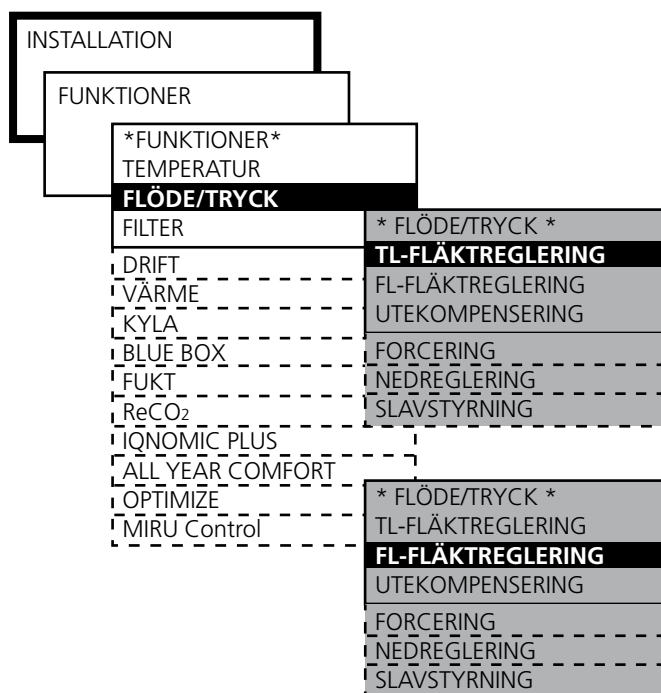 INSTALLATION
FUNKTIONER
*FUNKTIONER*
TEMPERATUR
FLÖDE/TRYCK
FILTER
DRIFT
VÄRME
KYLA
BLUE BOX
FUKT
ReCO2
IQNOMIC PLUS
ALL YEAR COMFORT
OPTIMIZE
MIRU Control
* FLÖDE/TRYCK *
TL-FLÄKTREGLERING
FL-FLÄKTREGLERING
UTEKOMPENSERING
FORCERING
NEDREGLERING
SLAVSTYRNING
* FLÖDE/TRYCK *
TL-FLÄKTREGLERING
FL-FLÄKTREGLERING
UTEKOMPENSERING
FORCERING
NEDREGLERING
SLAVSTYRNING